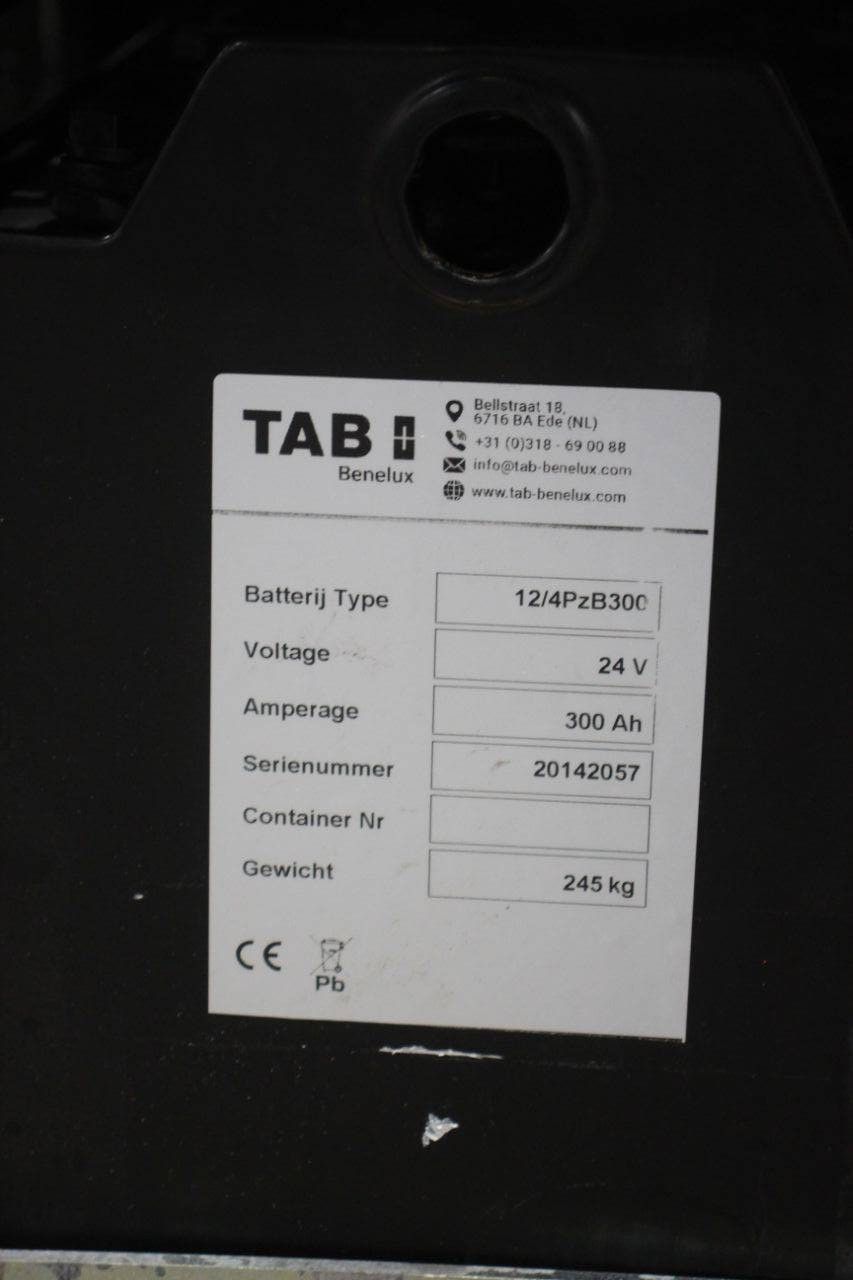 TAB
Benelux
Bellstraat 18,
6716 BA Ede (NL)
+31 (0)318 - 69 00 88
info@tab-benelux.com
www.tab-benelux.com
Batterij Type 12/4PzB300
Voltage 24 V
Amperage 300 Ah
Serienummer 20142057
Container Nr
Gewicht 245 kg
CE
Pb